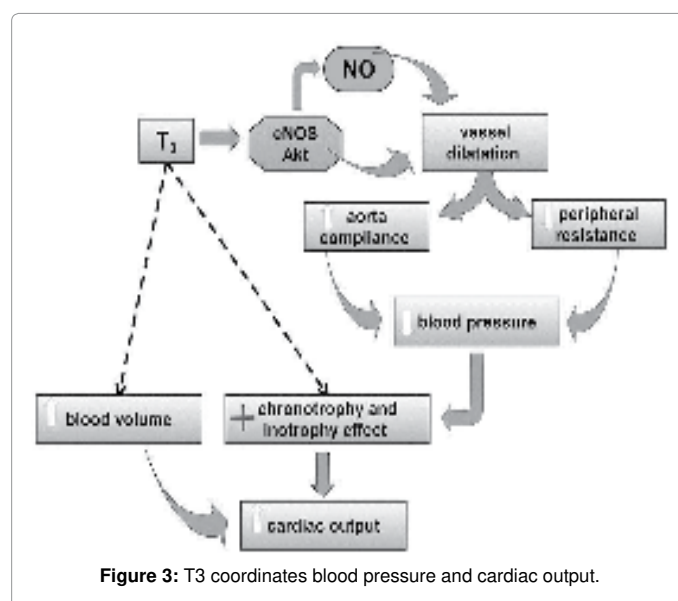 NO
T3
eNOS
Akt
vessel
dilatation
aorta
compliance
peripheral
resistance
blood pressure
blood volume
+ chronotrophy and
inotrophy effect
cardiac output
Figure 3: T3 coordinates blood pressure and cardiac output.